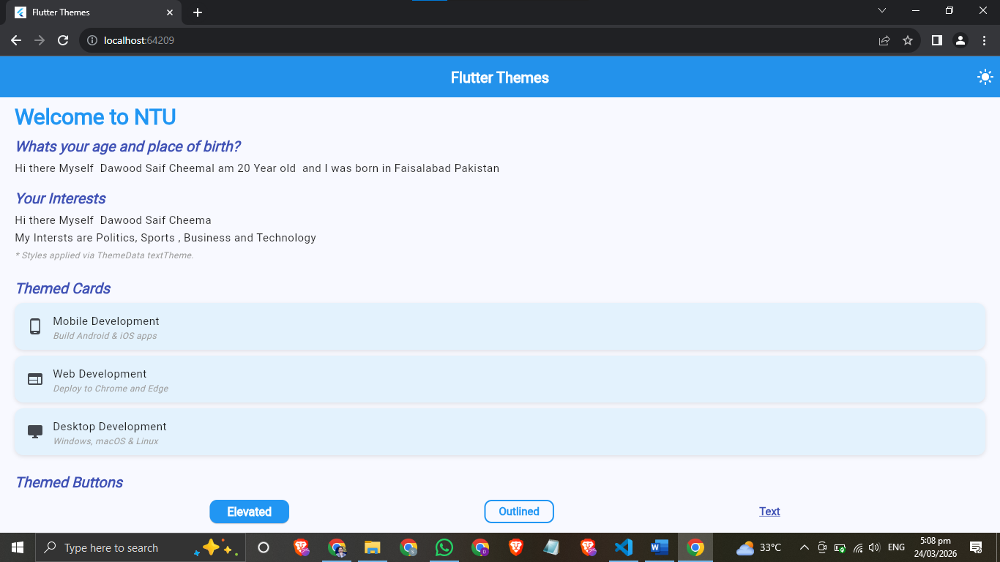 Flutter Themes
localhost:64209
Flutter Themes
Welcome to NTU
Whats your age and place of birth?
Hi there Myself  Dawood Saif CheemaI am 20 Year old  and I was born in Faisalabad Pakistan
Your Interests
Hi there Myself  Dawood Saif Cheema
My Intersts are Politics, Sports , Business and Technology
* Styles applied via ThemeData textTheme.
Themed Cards
Mobile Development
Build Android & iOS apps
Web Development
Deploy to Chrome and Edge
Desktop Development
Windows, macOS & Linux
Themed Buttons
Elevated
Outlined
Text
Type here to search
33°C
ENG
5:08 pm
24/03/2026